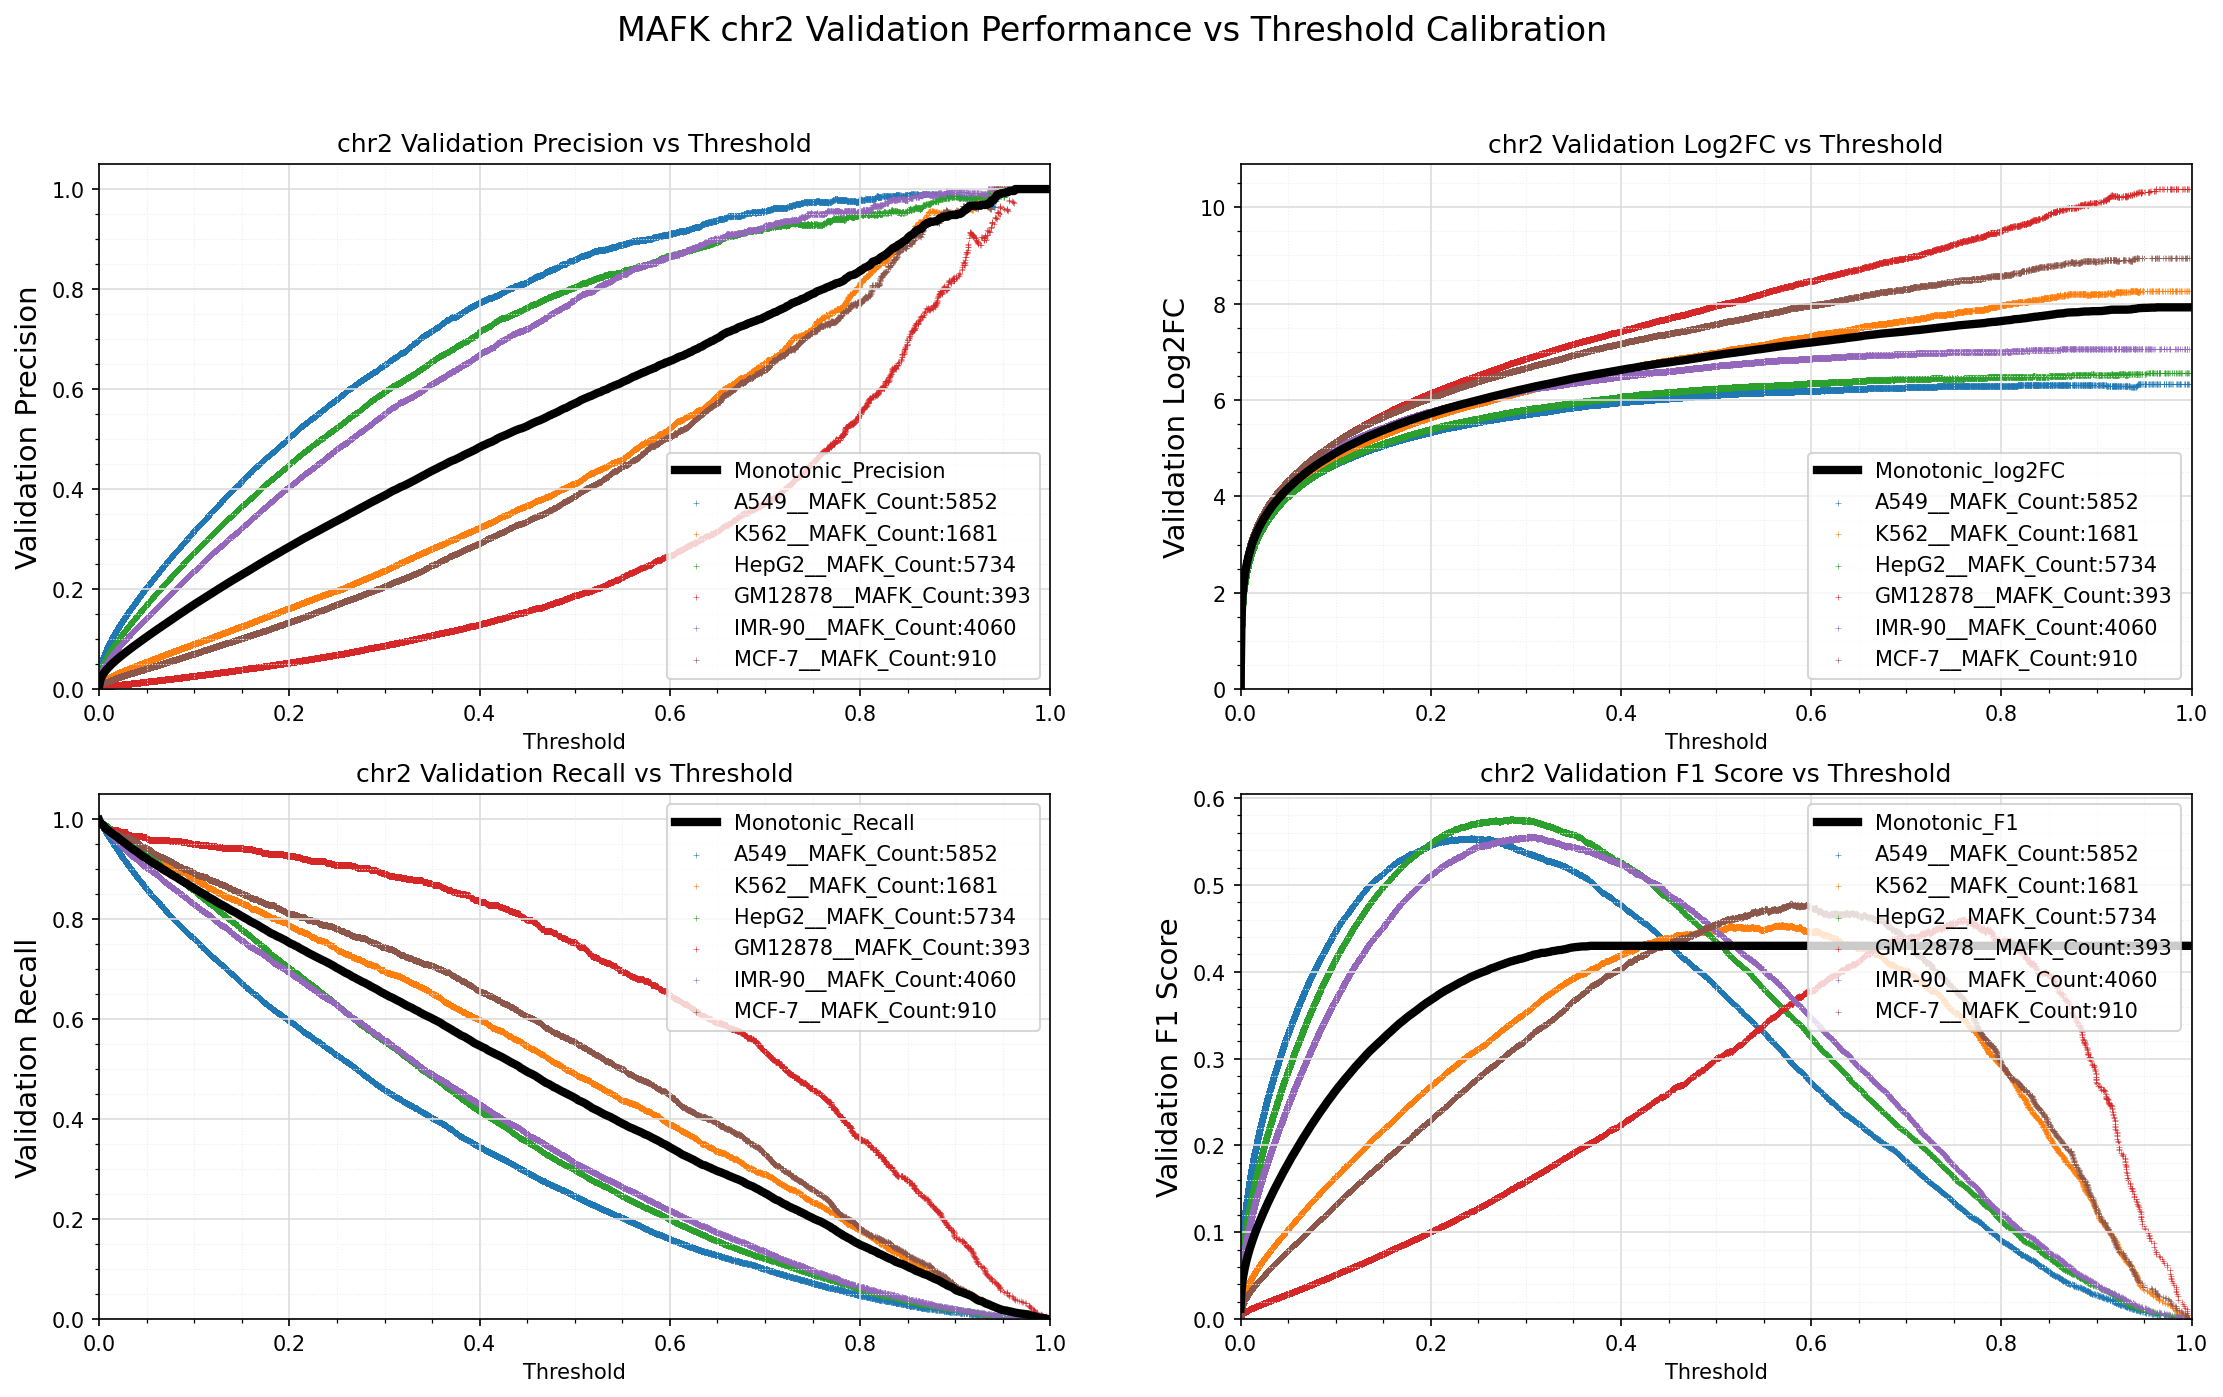 MAFK chr2 Validation Performance vs Threshold Calibration
chr2 Validation Precision vs Threshold
Validation Precision
1.0
0.8
0.6
0.4
0.2
0.0
Monotonic_Precision
A549__MAFK_Count:5852
K562__MAFK_Count:1681
HepG2__MAFK_Count:5734
GM12878__MAFK_Count:393
IMR-90__MAFK_Count:4060
MCF-7__MAFK_Count:910
0.0 0.2 0.4 0.6 0.8 1.0
Threshold
chr2 Validation Log2FC vs Threshold
Validation Log2FC
10
8
6
4
2
0
Monotonic_log2FC
A549__MAFK_Count:5852
K562__MAFK_Count:1681
HepG2__MAFK_Count:5734
GM12878__MAFK_Count:393
IMR-90__MAFK_Count:4060
MCF-7__MAFK_Count:910
0.0 0.2 0.4 0.6 0.8 1.0
Threshold
chr2 Validation Recall vs Threshold
Validation Recall
1.0
0.8
0.6
0.4
0.2
0.0
Monotonic_Recall
A549__MAFK_Count:5852
K562__MAFK_Count:1681
HepG2__MAFK_Count:5734
GM12878__MAFK_Count:393
IMR-90__MAFK_Count:4060
MCF-7__MAFK_Count:910
0.0 0.2 0.4 0.6 0.8 1.0
Threshold
chr2 Validation F1 Score vs Threshold
Validation F1 Score
0.6
0.5
0.4
0.3
0.2
0.1
0.0
Monotonic_F1
A549__MAFK_Count:5852
K562__MAFK_Count:1681
HepG2__MAFK_Count:5734
GM12878__MAFK_Count:393
IMR-90__MAFK_Count:4060
MCF-7__MAFK_Count:910
0.0 0.2 0.4 0.6 0.8 1.0
Threshold